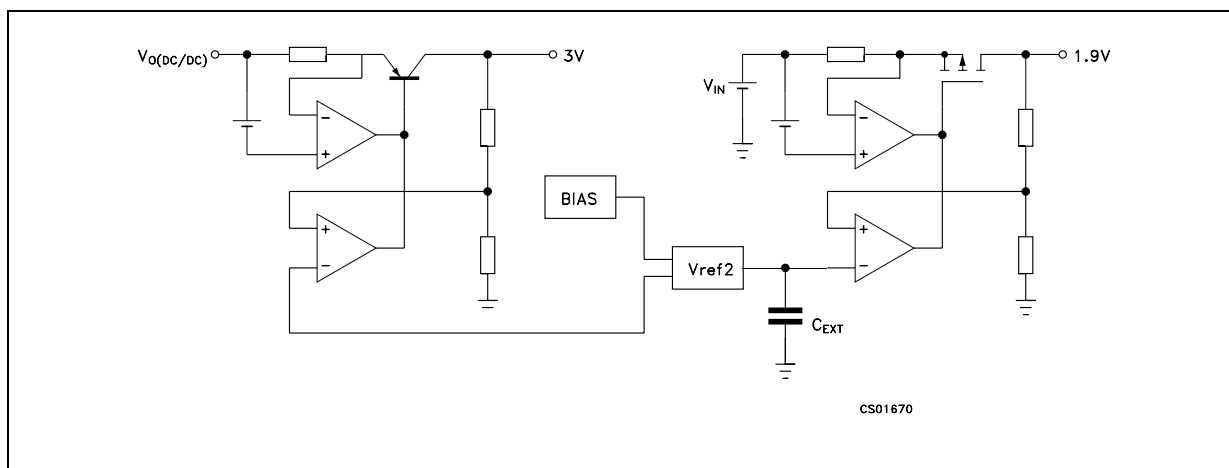 V_O(DC/DC)
3V
V_IN
1.9V
−
+
−
+
BIAS
+
−
Vref2
+
−
C_EXT
CS01670